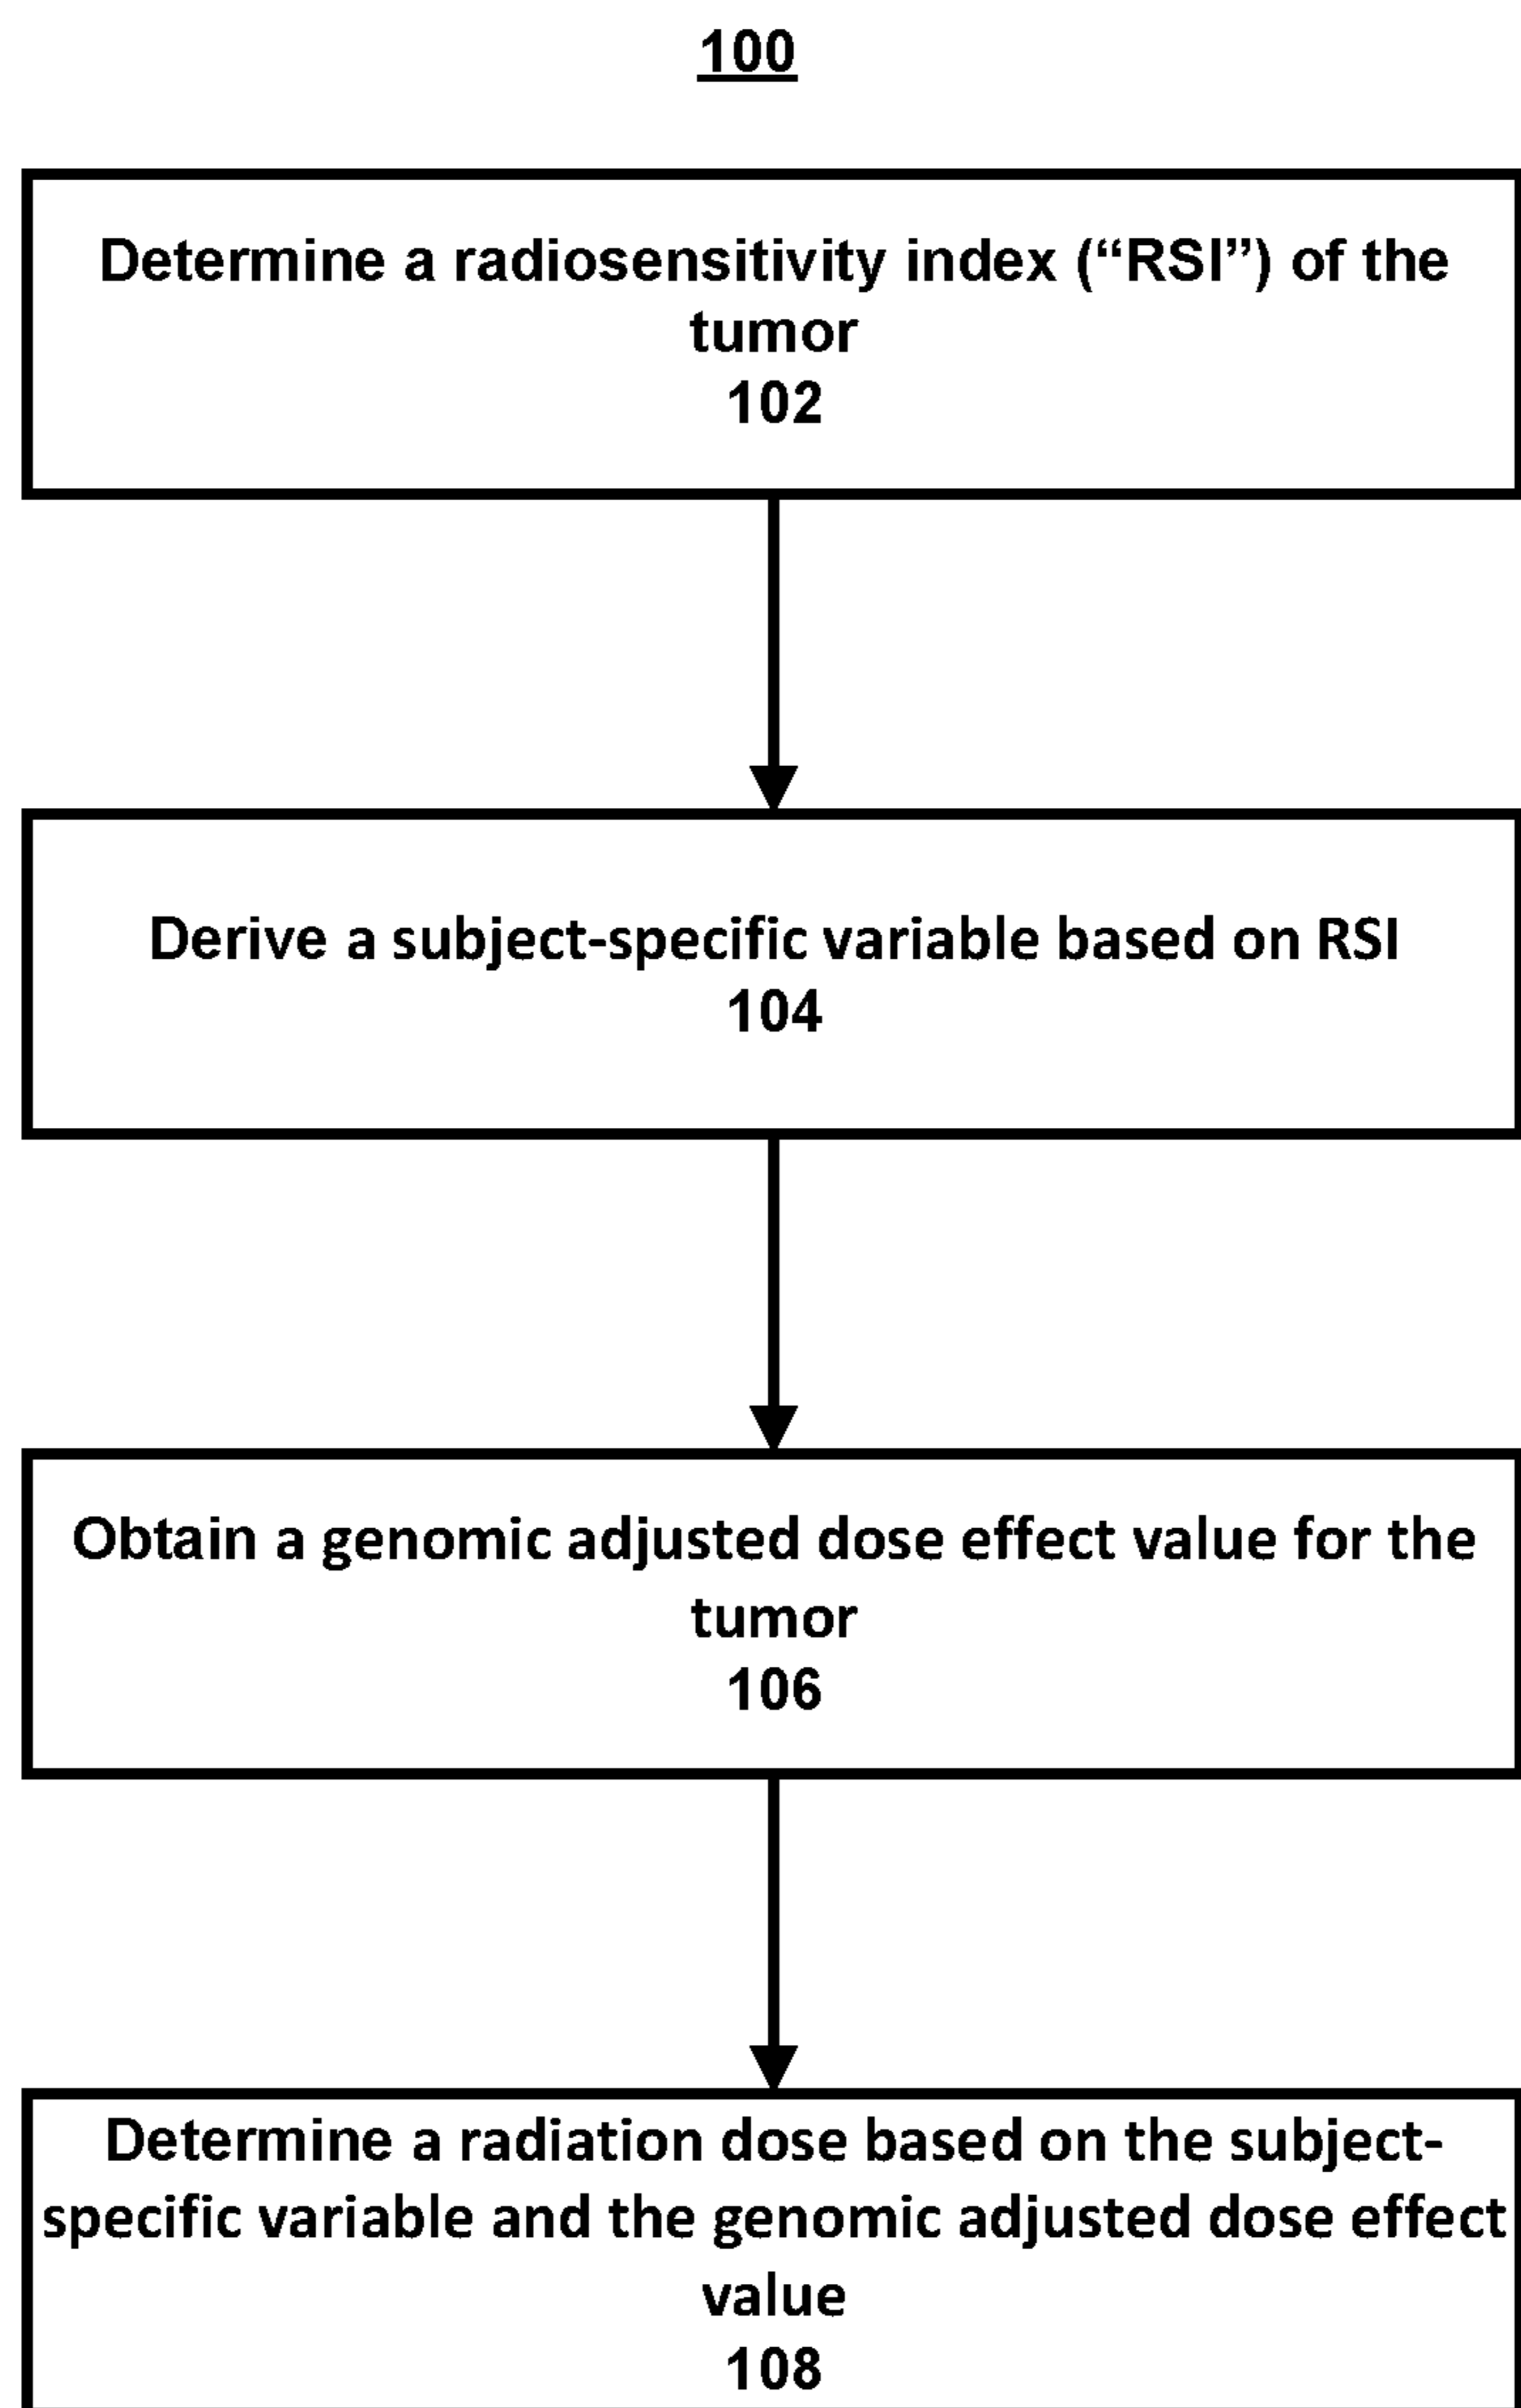 100
Determine a radiosensitivity index (“RSI”) of the
tumor
102
Derive a subject-specific variable based on RSI
104
Obtain a genomic adjusted dose effect value for the
tumor
106
Determine a radiation dose based on the subject-
specific variable and the genomic adjusted dose effect
value
108